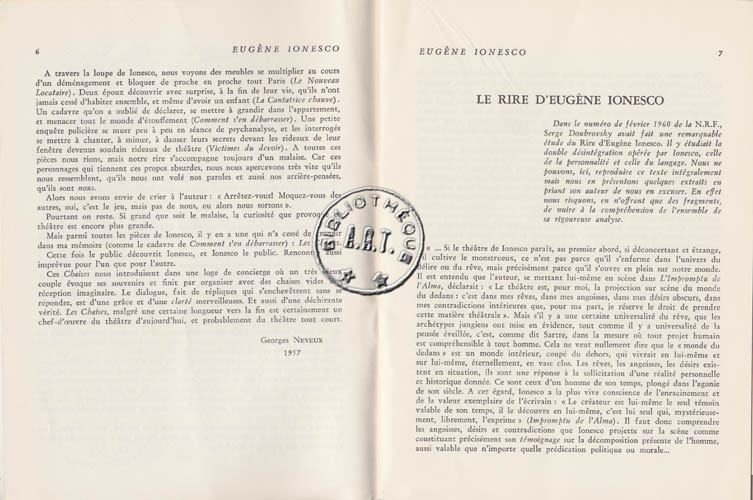 6 EUGÈNE IONESCO
A travers la loupe de Ionesco, nous voyons des meubles se multiplier au cours
d'un déménagement et bloquer de proche en proche tout Paris (Le Nouveau
Locataire). Deux époux découvrir avec surprise, à la fin de leur vie, qu'ils n'ont
jamais cessé d'habiter ensemble, et même d'avoir un enfant (La Cantatrice chauve).
Un cadavre qu'on a oublié de déclarer, se mettre à grandir dans l'appartement,
et menacer tout le monde d'étouffement (Comment s'en débarrasser). Une petite
enquête policière se muer peu à peu en séance de psychanalyse, et les interrogés
se mettre à chanter, à mimer, à danser leurs secrets devant les rideaux de leur
fenêtre devenus soudain rideaux de théâtre (Victimes du devoir). A toutes ces
pièces nous rions, mais notre rire s'accompagne toujours d'un malaise. Car ces
personnages qui tiennent ces propos absurdes, nous nous apercevons très vite qu'ils
nous ressemblent, qu'ils nous ont volé nos paroles et aussi nos arrière-pensées,
qu'ils sont nous.
Alors nous avons envie de crier à l'auteur : « Arrêtez-vous! Moquez-vous des
autres, oui, c'est le jeu, mais pas de nous, ou alors nous sortons ».
Pourtant on reste. Si grand que soit le malaise, la curiosité que
théâtre est encore plus grande.
Mais parmi toutes les pièces de Ionesco, il y en a une qui n'a cessé de
dans ma mémoire (comme le cadavre de Comment s'en débarrasser) : Les
Cette fois le public découvrir Ionesco, et Ionesco le public. aussi
imprévue pour l'un que pour l'autre.
Ces Chaises nous introduisent dans une loge de concierge où un très vieux
couple évoque ses souvenirs et finit par organiser avec des chaises vides une
réception imaginaire. Le dialogue, fait de répliques qui s'enchevêtrent sans se
répondre, est d'une grâce et d'une clarté merveilleuses. Et aussi d'une déchirante
vérité. Les Chaises, malgré une certaine longueur vers la fin est certainement un
chef-d'œuvre du théâtre d'aujourd'hui, et probablement du théâtre tout court.
Georges NEVEUX
1957
BIBLIOTHÈQUE
A.R.T.
EUGÈNE IONESCO 7
LE RIRE D'EUGÈNE IONESCO
Dans le numéro de février 1960 de la N.R.F.,
Serge Doubrovsky avait fait une remarquable
étude du Rire d'Eugène Ionesco. Il y étudiait la
double désintégration opérée par Ionesco, celle
de la personnalité et celle du langage. Nous ne
pouvons, ici, reproduire ce texte intégralement
mais nous en présentons quelques extraits en
priant son auteur de nous en excuser. En effet
nous risquons, en n'offrant que des fragments,
de nuire à la compréhension de l'ensemble de
sa rigoureuse analyse.
« ... Si le théâtre de Ionesco paraît, au premier abord, si déconcertant et étrange,
il cultive le monstrueux, ce n'est pas parce qu'il s'enferme dans l'univers du
délire ou du rêve, mais précisément parce qu'il s'ouvre en plein sur notre monde.
Il est entendu que l'auteur, se mettant lui-même en scène dans L'Impromptu de
l'Alma, déclarait : « Le théâtre est, pour moi, la projection sur scène du monde
du dedans : c'est dans mes rêves, dans mes angoisses, dans mes désirs obscurs, dans
mes contradictions intérieures que, pour ma part, je réserve le droit de prendre
cette matière théâtrale ». Mais s'il y a une certaine universalité du rêve, que les
archétypes jungiens ont mise en évidence, tout comme il y a universalité de la
pensée éveillée, c'est, comme dit Sartre, dans la mesure où tout projet humain
est compréhensible à tout homme. Cela ne veut nullement dire que le « monde du
dedans » est un monde intérieur, coupé du dehors, qui vivrait en lui-même et
sur lui-même, éternellement, en vase clos. Les rêves, les angoisses, les désirs exis-
tent en situation, ils sont une réponse à la sollicitation d'une réalité personnelle
et historique donnée. Ce sont ceux d'un homme de son temps, plongé dans l'agonie
de son siècle. A cet égard, Ionesco a la plus vive conscience de l'enracinement et
de la valeur exemplaire de l'écrivain : « Le créateur est lui-même le seul témoin
valable de son temps, il le découvre en lui-même, c'est lui seul qui, mystérieuse-
ment, librement, l'exprime » (Impromptu de l'Alma). Il faut donc comprendre
les angoisses, désirs et contradictions que Ionesco projette sur la scène comme
constituant précisément son témoignage sur la décomposition présente de l'homme,
aussi valable que n'importe quelle prédication politique ou morale...